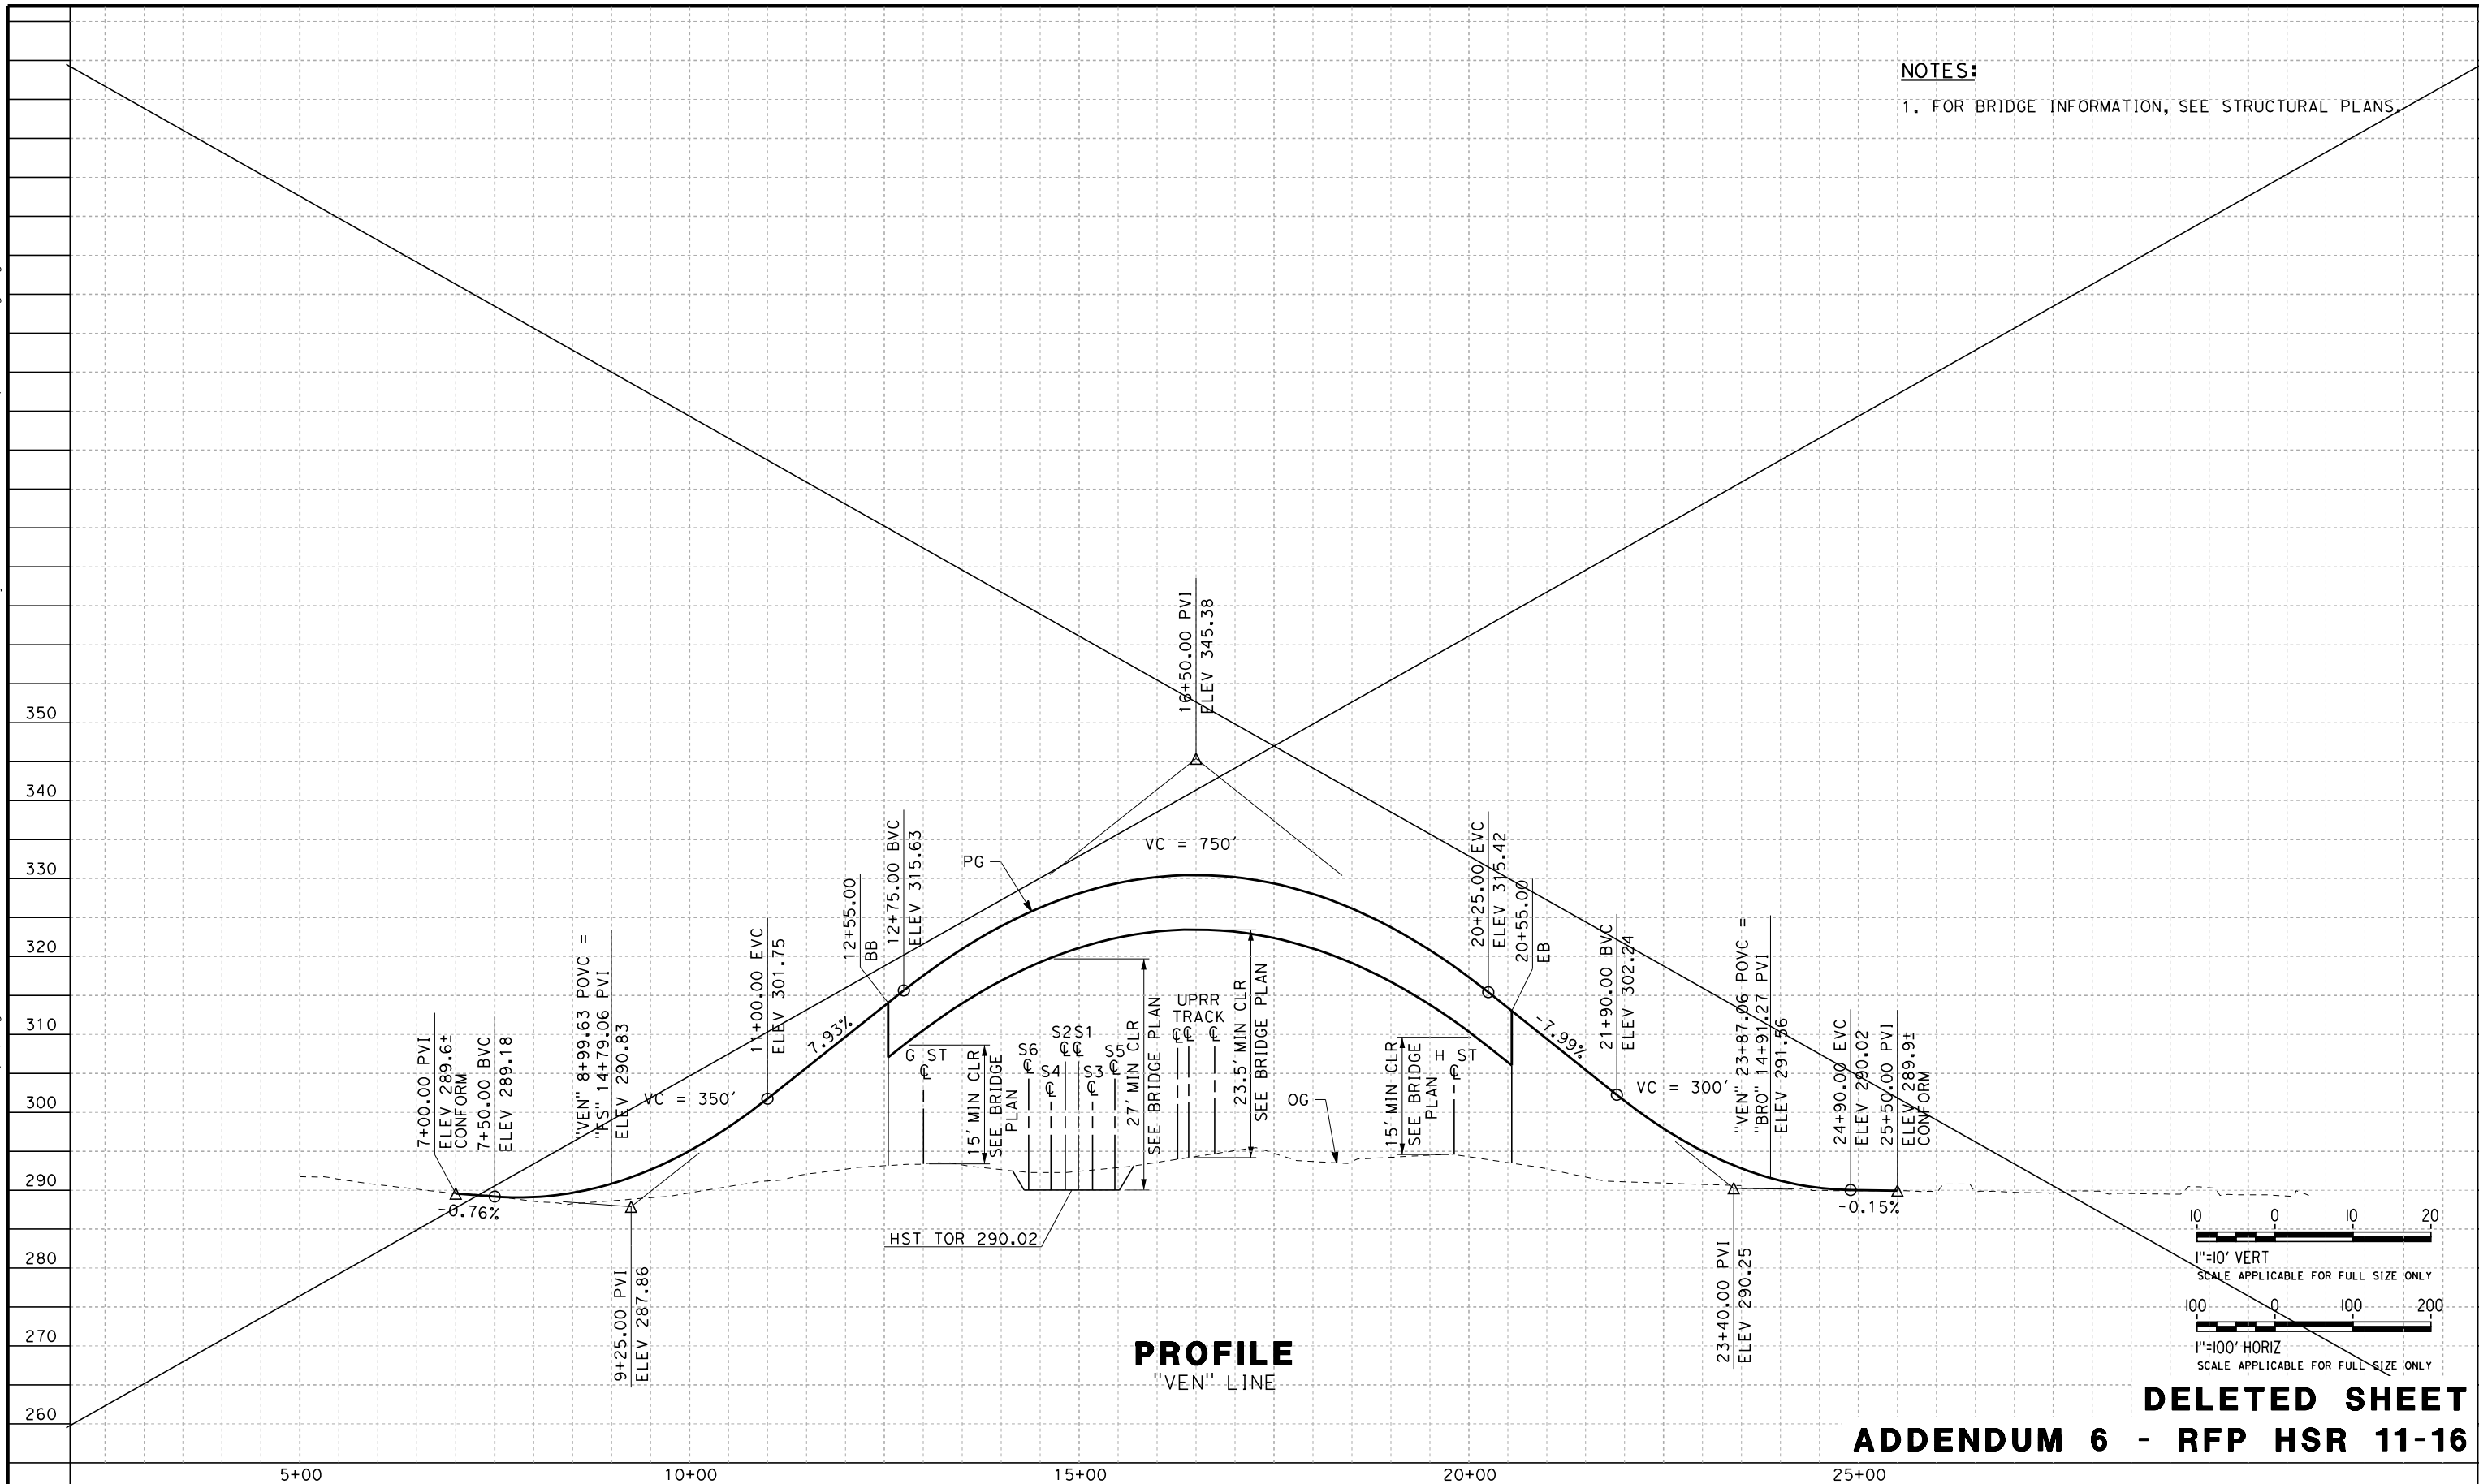 NOTES:
1. FOR BRIDGE INFORMATION, SEE STRUCTURAL PLANS.
350
340
330
320
310
300
290
280
270
260
7+00.00 PVI
ELEV 289.6±
CONFORM
7+50.00 BVC
ELEV 289.18
-0.76%
"VEN" 8+99.63 POVC =
"FS" 14+79.06 PVI
ELEV 290.83
9+25.00 PVI
ELEV 287.86
VC = 350'
11+00.00 EVC
ELEV 301.75
7.93%
12+55.00
BB
12+75.00 BVC
ELEV 315.63
PG
16+50.00 PVI
ELEV 345.38
VC = 750'
G ST
℄
15' MIN CLR
SEE BRIDGE
PLAN
S6
℄
S4
℄
S2 S1
℄ ℄
S3
℄
S5
℄
27' MIN CLR
SEE BRIDGE PLAN
UPRR
TRACK
℄ ℄ ℄
23.5' MIN CLR
SEE BRIDGE PLAN
HST TOR 290.02
OG
15' MIN CLR
SEE BRIDGE
PLAN
H ST
℄
20+25.00 EVC
ELEV 315.42
20+55.00
EB
-7.99%
21+90.00 BVC
ELEV 302.24
VC = 300'
23+40.00 PVI
ELEV 290.25
"VEN" 23+87.06 POVC =
"BRO" 14+91.27 PVI
ELEV 291.56
24+90.00 EVC
ELEV 290.02
25+50.00 PVI
ELEV 289.9±
CONFORM
-0.15%
10 0 10 20
1"=10' VERT
SCALE APPLICABLE FOR FULL SIZE ONLY
100 0 100 200
1"=100' HORIZ
SCALE APPLICABLE FOR FULL SIZE ONLY
PROFILE
"VEN" LINE
DELETED SHEET
ADDENDUM 6 - RFP HSR 11-16
5+00 10+00 15+00 20+00 25+00